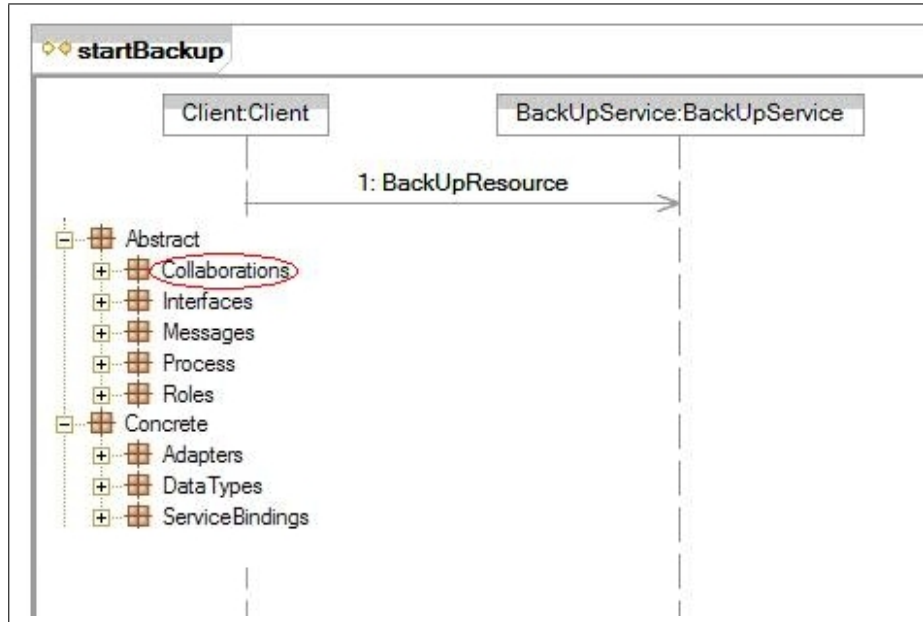 startBackup
Client:Client
BackUpService:BackUpService
1: BackUpResource
Abstract
Collaborations
Interfaces
Messages
Process
Roles
Concrete
Adapters
DataTypes
ServiceBindings